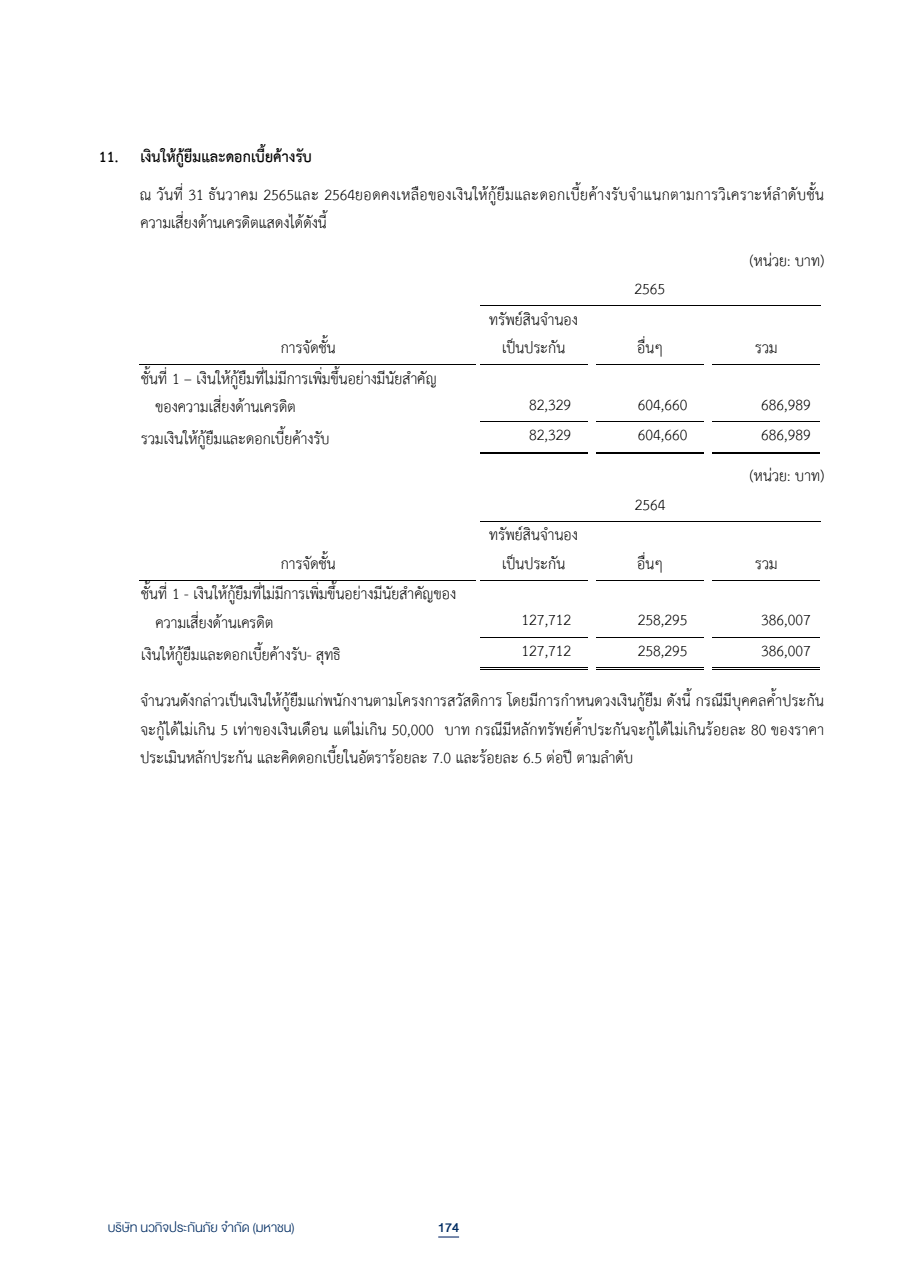 11. เงินให้กู้ยืมและดอกเบี้ยค้างรับ
ณ วันที่ 31 ธันวาคม 2565และ 2564ยอดคงเหลือของเงินให้กู้ยืมและดอกเบี้ยค้างรับจำแนกตามการวิเคราะห์ลำดับชั้น
ความเสี่ยงด้านเครดิตแสดงได้ดังนี้
(หน่วย: บาท)
2565
ทรัพย์สินจำนอง
การจัดชั้น เป็นประกัน อื่นๆ รวม
ชั้นที่ 1 – เงินให้กู้ยืมที่ไม่มีการเพิ่มขึ้นอย่างมีนัยสำคัญ
ของความเสี่ยงด้านเครดิต 82,329 604,660 686,989
รวมเงินให้กู้ยืมและดอกเบี้ยค้างรับ 82,329 604,660 686,989
(หน่วย: บาท)
2564
ทรัพย์สินจำนอง
การจัดชั้น เป็นประกัน อื่นๆ รวม
ชั้นที่ 1 - เงินให้กู้ยืมที่ไม่มีการเพิ่มขึ้นอย่างมีนัยสำคัญของ
ความเสี่ยงด้านเครดิต 127,712 258,295 386,007
เงินให้กู้ยืมและดอกเบี้ยค้างรับ- สุทธิ 127,712 258,295 386,007
จำนวนดังกล่าวเป็นเงินให้กู้ยืมแก่พนักงานตามโครงการสวัสดิการ โดยมีการกำหนดวงเงินกู้ยืม ดังนี้ กรณีมีบุคคลค้ำประกัน
จะกู้ได้ไม่เกิน 5 เท่าของเงินเดือน แต่ไม่เกิน 50,000 บาท กรณีมีหลักทรัพย์ค้ำประกันจะกู้ได้ไม่เกินร้อยละ 80 ของราคา
ประเมินหลักประกัน และคิดดอกเบี้ยในอัตราร้อยละ 7.0 และร้อยละ 6.5 ต่อปี ตามลำดับ
บริษัท นวกิจประกันภัย จำกัด (มหาชน) 174